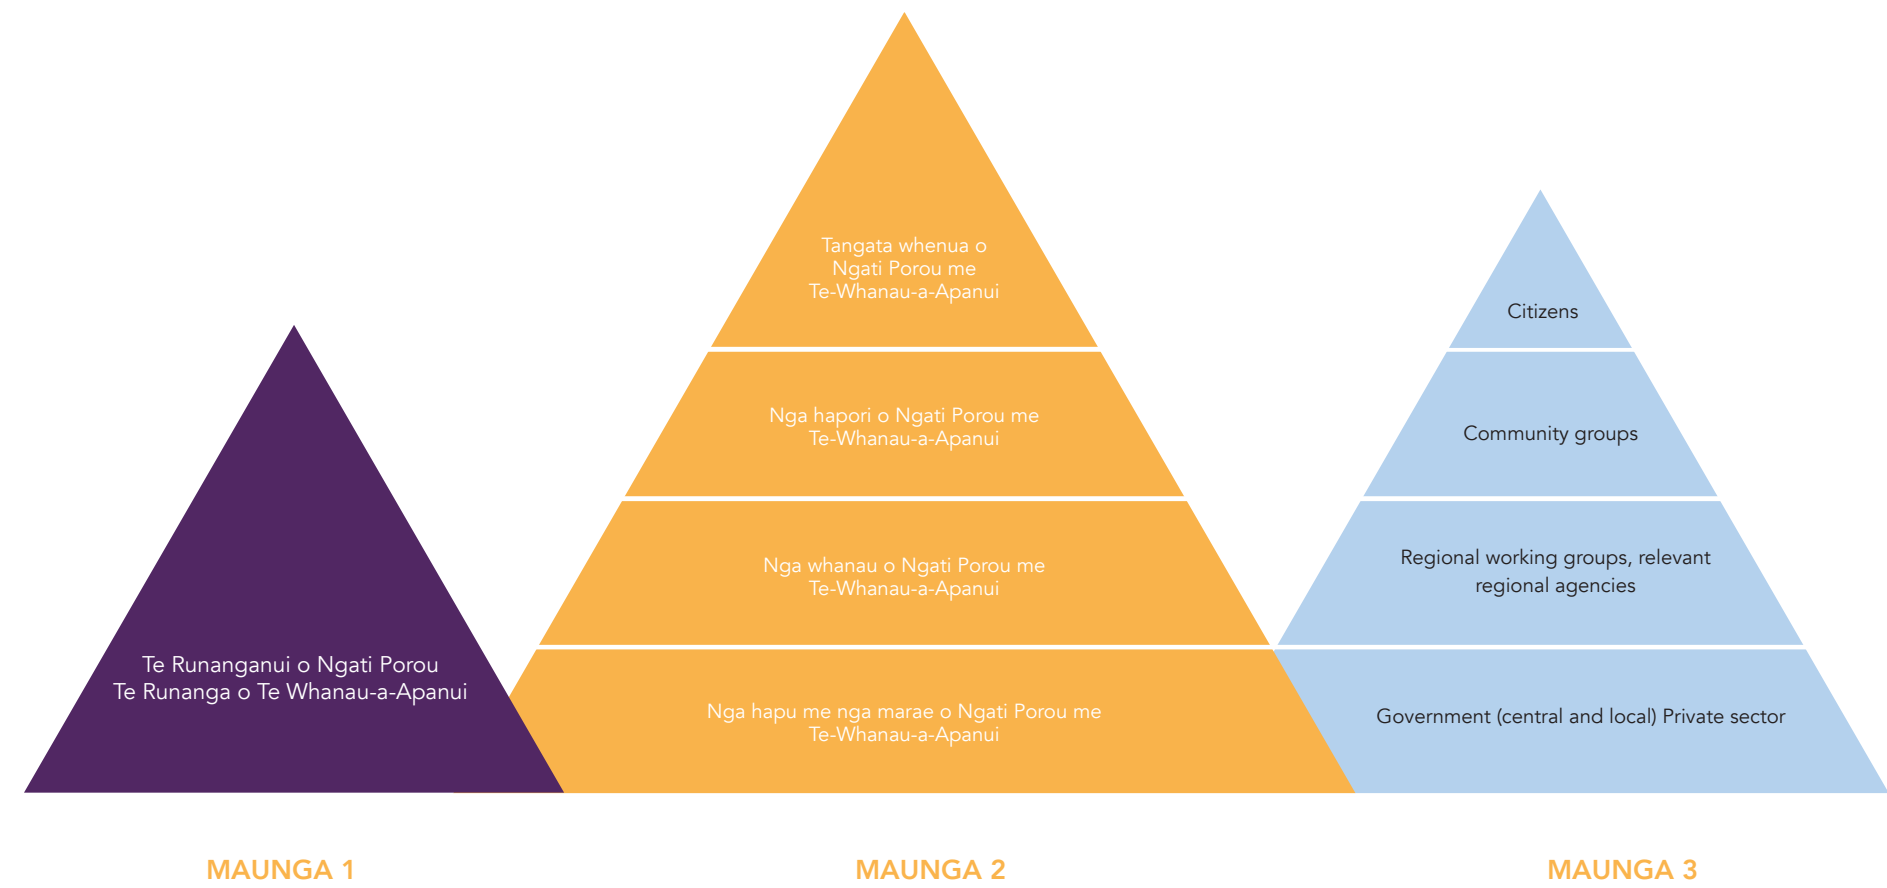 Te Runanganui o Ngati Porou
Te Runanga o Te Whanau-a-Apanui
MAUNGA 1
Tangata whenua o
Ngati Porou me
Te-Whanau-a-Apanui
Nga hapori o Ngati Porou me
Te-Whanau-a-Apanui
Nga whanau o Ngati Porou me
Te-Whanau-a-Apanui
Nga hapu me nga marae o Ngati Porou me
Te-Whanau-a-Apanui
MAUNGA 2
Citizens
Community groups
Regional working groups, relevant
regional agencies
Government (central and local) Private sector
MAUNGA 3